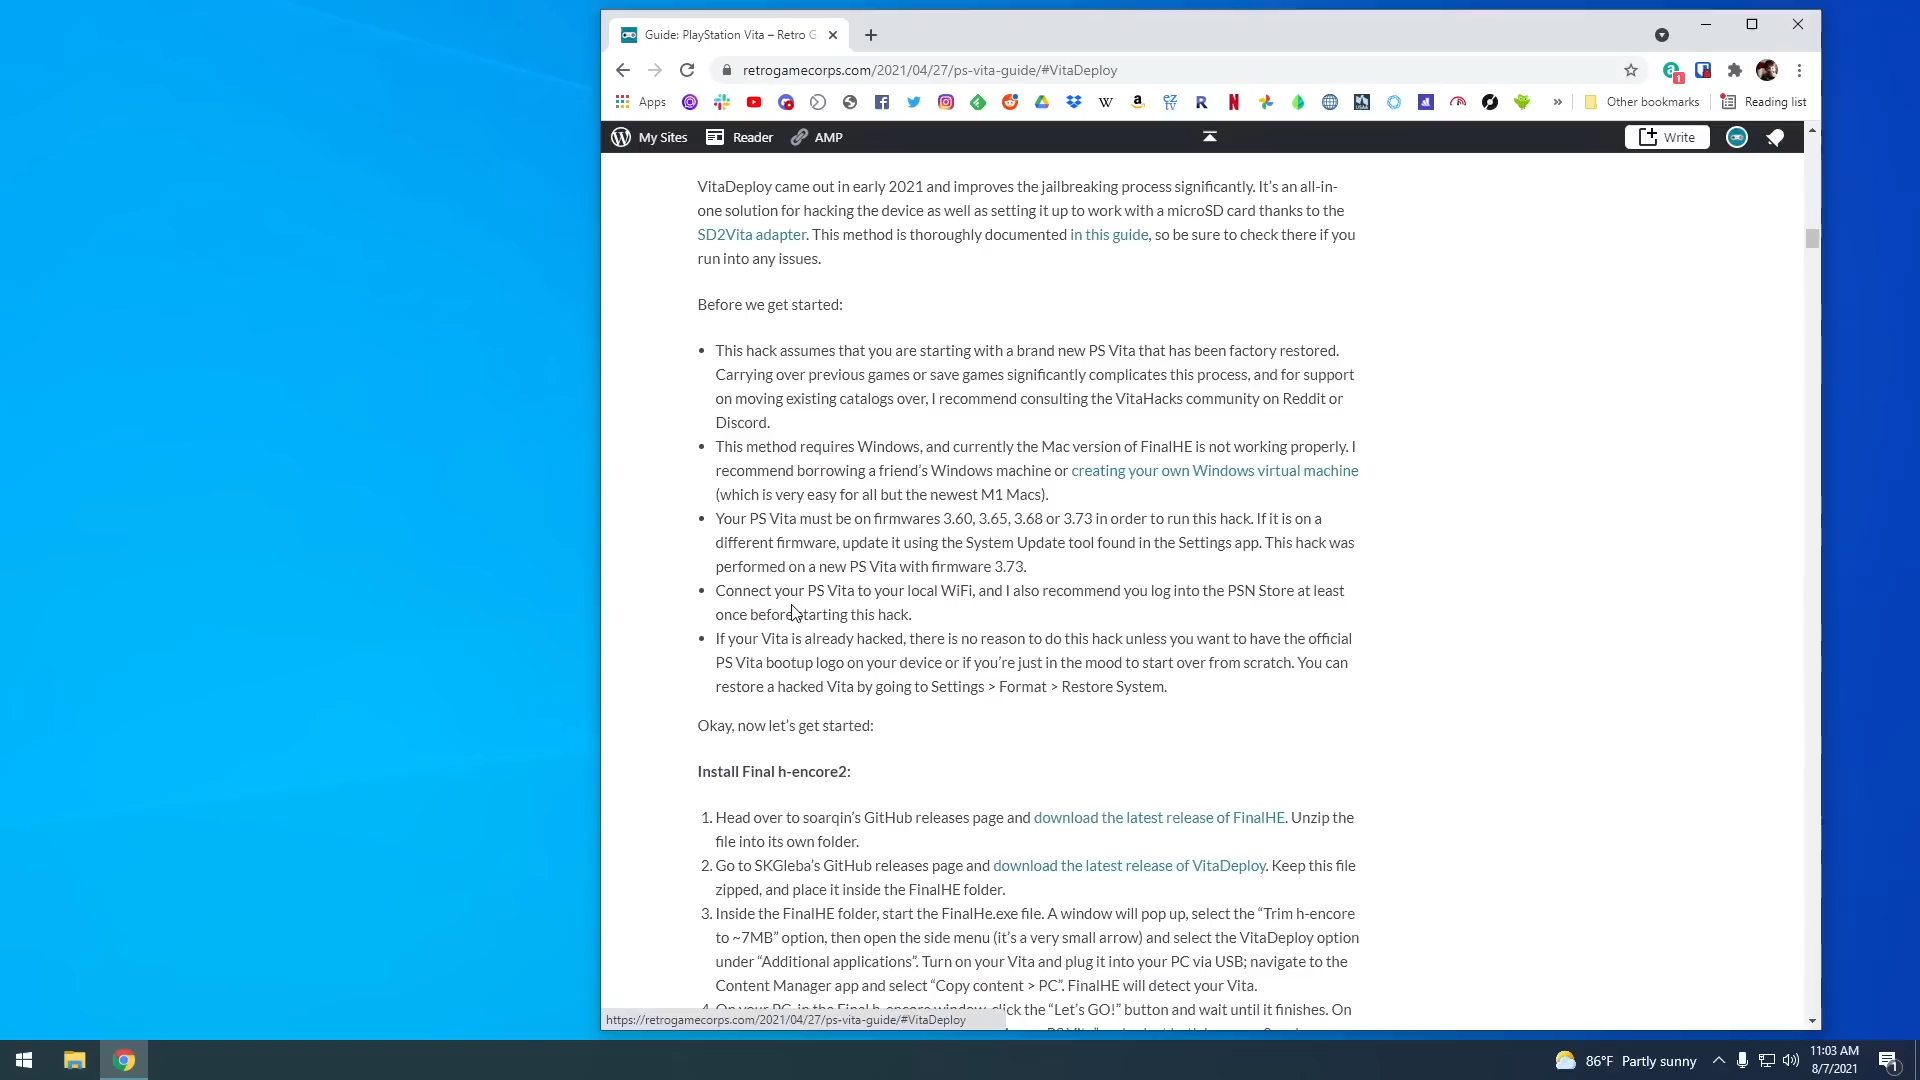 Guide: PlayStation Vita – Retro G
retrogamecorps.com/2021/04/27/ps-vita-guide/#VitaDeploy
1
Apps
W
R
N
Other bookmarks
Reading list
My Sites
Reader
AMP
Write
VitaDeploy came out in early 2021 and improves the jailbreaking process significantly. It's an all-in-
one solution for hacking the device as well as setting it up to work with a microSD card thanks to the
SD2Vita adapter. This method is thoroughly documented in this guide, so be sure to check there if you
run into any issues.
Before we get started:
• This hack assumes that you are starting with a brand new PS Vita that has been factory restored.
Carrying over previous games or save games significantly complicates this process, and for support
on moving existing catalogs over, I recommend consulting the VitaHacks community on Reddit or
Discord.
• This method requires Windows, and currently the Mac version of FinalHE is not working properly. I
recommend borrowing a friend's Windows machine or creating your own Windows virtual machine
(which is very easy for all but the newest M1 Macs).
• Your PS Vita must be on firmwares 3.60, 3.65, 3.68 or 3.73 in order to run this hack. If it is on a
different firmware, update it using the System Update tool found in the Settings app. This hack was
performed on a new PS Vita with firmware 3.73.
• Connect your PS Vita to your local WiFi, and I also recommend you log into the PSN Store at least
once before starting this hack.
• If your Vita is already hacked, there is no reason to do this hack unless you want to have the official
PS Vita bootup logo on your device or if you're just in the mood to start over from scratch. You can
restore a hacked Vita by going to Settings > Format > Restore System.
Okay, now let's get started:
Install Final h-encore2:
1. Head over to soarqin's GitHub releases page and download the latest release of FinalHE. Unzip the
file into its own folder.
2. Go to SKGleba's GitHub releases page and download the latest release of VitaDeploy. Keep this file
zipped, and place it inside the FinalHE folder.
3. Inside the FinalHE folder, start the FinalHe.exe file. A window will pop up, select the “Trim h-encore
to ~7MB” option, then open the side menu (it's a very small arrow) and select the VitaDeploy option
under “Additional applications”. Turn on your Vita and plug it into your PC via USB; navigate to the
Content Manager app and select “Copy content > PC”. FinalHE will detect your Vita.
4. On your PC, in the Final h-encore window, click the “Let's GO!” button and wait until it finishes. On
https://retrogamecorps.com/2021/04/27/ps-vita-guide/#VitaDeploy
86°F Partly sunny
11:03 AM
8/7/2021
1